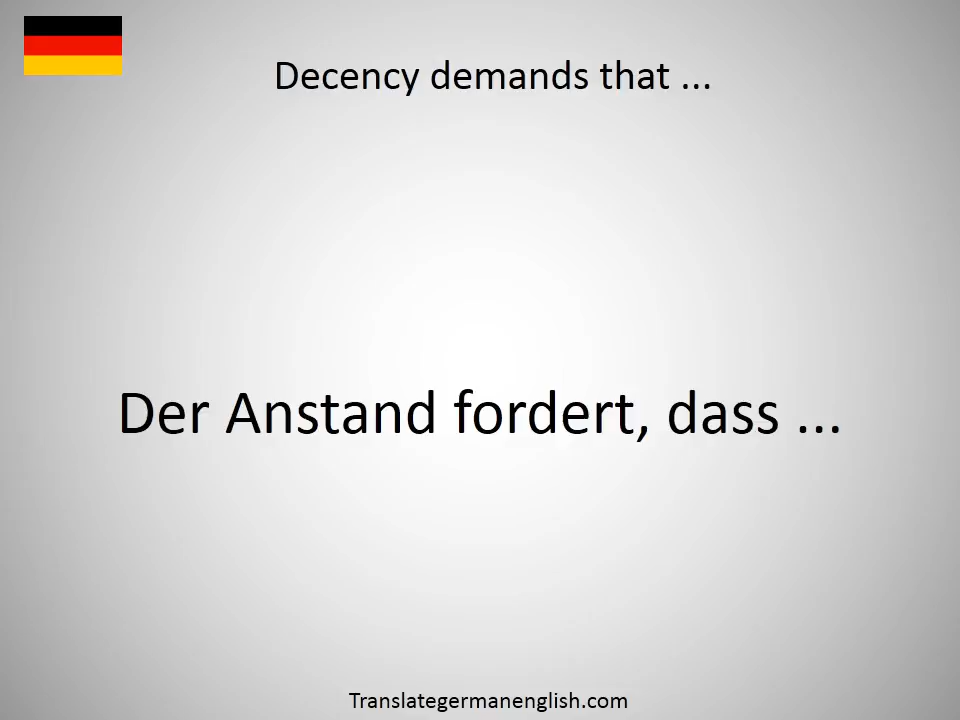 Decency demands that ...
Der Anstand fordert, dass ...
Translategermanenglish.com